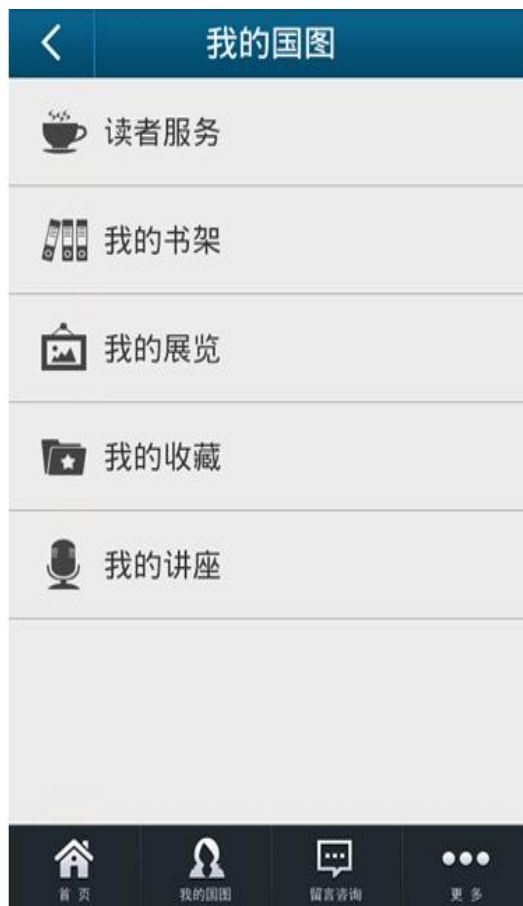 我的国图
读者服务
我的书架
我的展览
我的收藏
我的讲座
首页 我的国图 留言咨询 更多